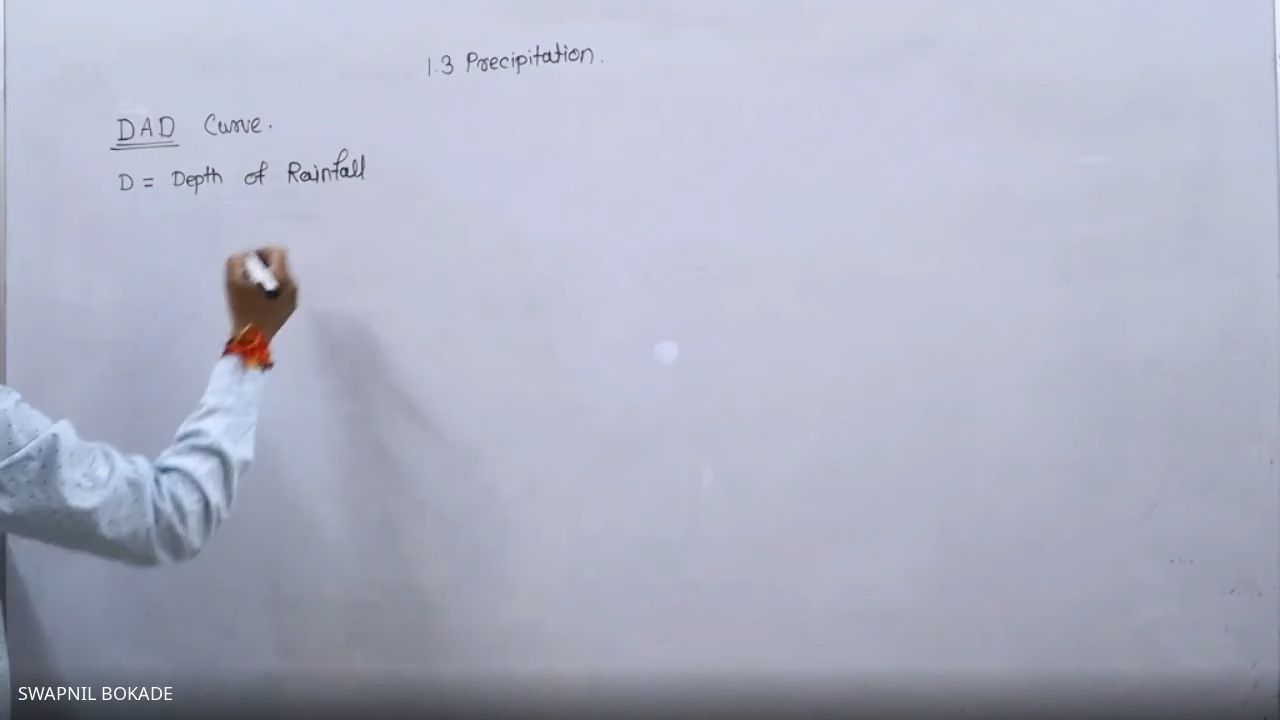 1.3 Precipitation.
DAD Curve.
D = Depth of Rainfall
SWAPNIL BOKADE